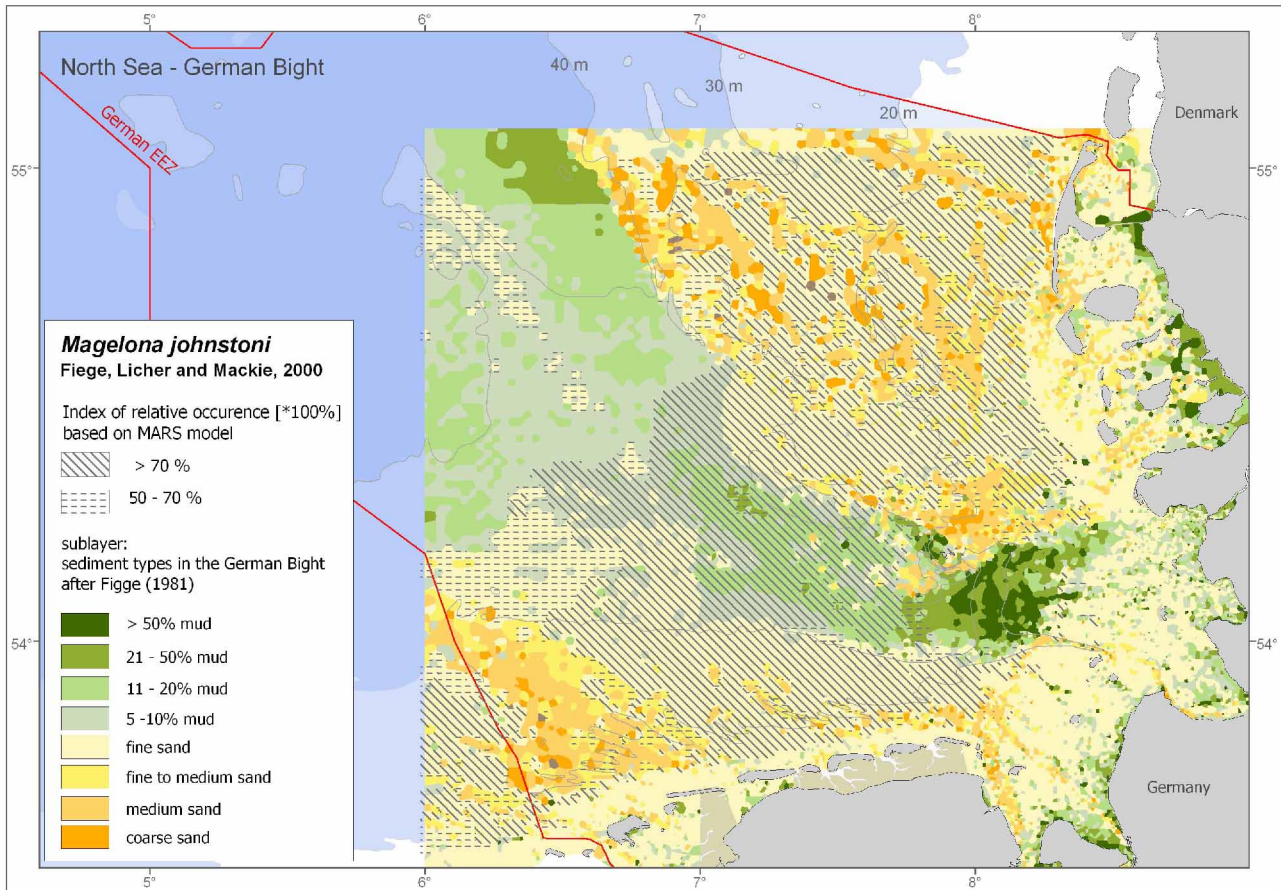 5°
6°
7°
8°
North Sea - German Bight
40 m
30 m
20 m
Denmark
German EEZ
55°
55°
Magelona johnstoni
Fiege, Licher and Mackie, 2000
Index of relative occurence [*100%]
based on MARS model
> 70 %
50 - 70 %
sublayer:
sediment types in the German Bight
after Figge (1981)
> 50% mud
21 - 50% mud
11 - 20% mud
5 -10% mud
fine sand
fine to medium sand
medium sand
coarse sand
54°
54°
Germany
5°
6°
7°
8°